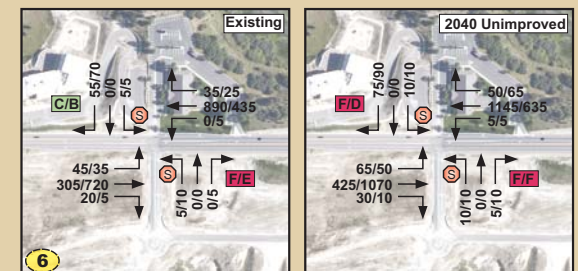 Existing
C/B
55/70
0/0
5/5
S
35/25
890/435
0/5
45/35
305/720
20/5
S
5/10
0/0
0/5
F/E
6
2040 Unimproved
F/D
75/90
0/0
10/10
S
50/65
1145/635
5/5
65/50
425/1070
30/10
S
10/10
0/0
5/10
F/F